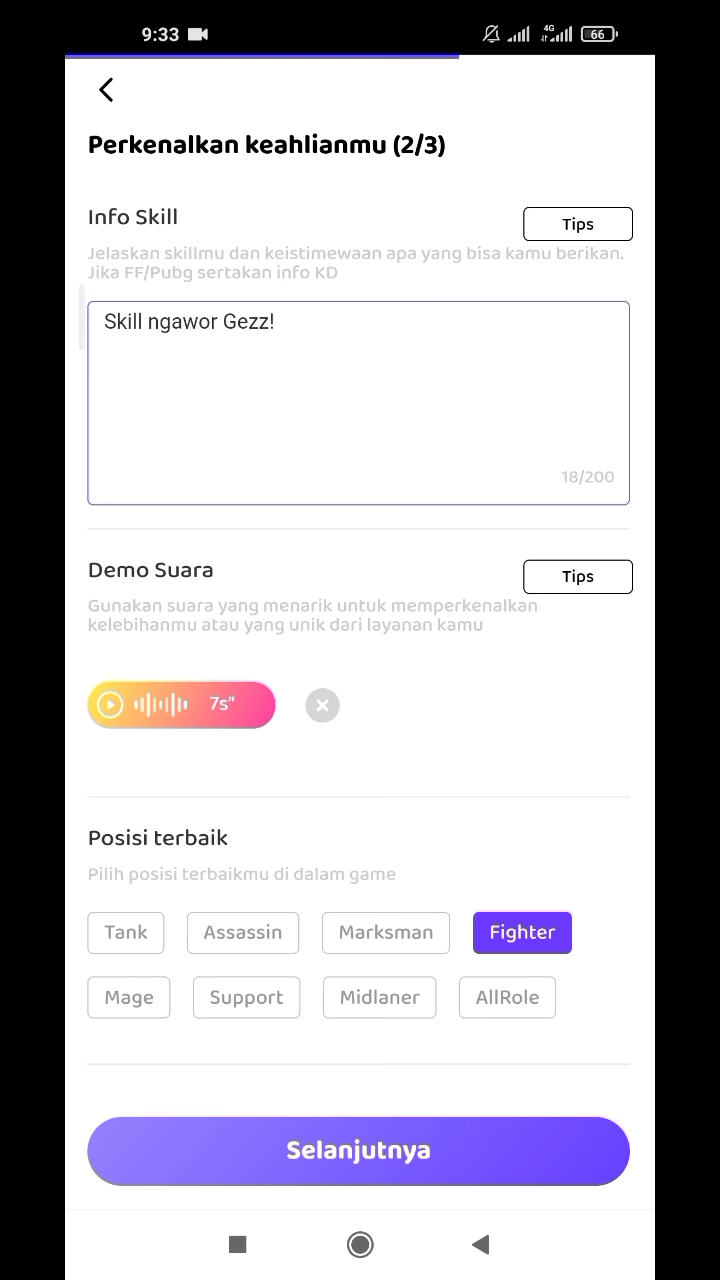 9:33
4G
66
Perkenalkan keahlianmu (2/3)
Info Skill
Tips
Jelaskan skillmu dan keistimewaan apa yang bisa kamu berikan.
Jika FF/Pubg sertakan info KD
Skill ngawor Gezz!
18/200
Demo Suara
Tips
Gunakan suara yang menarik untuk memperkenalkan
kelebihanmu atau yang unik dari layanan kamu
7s"
Posisi terbaik
Pilih posisi terbaikmu di dalam game
Tank Assassin Marksman Fighter
Mage Support Midlaner AllRole
Selanjutnya